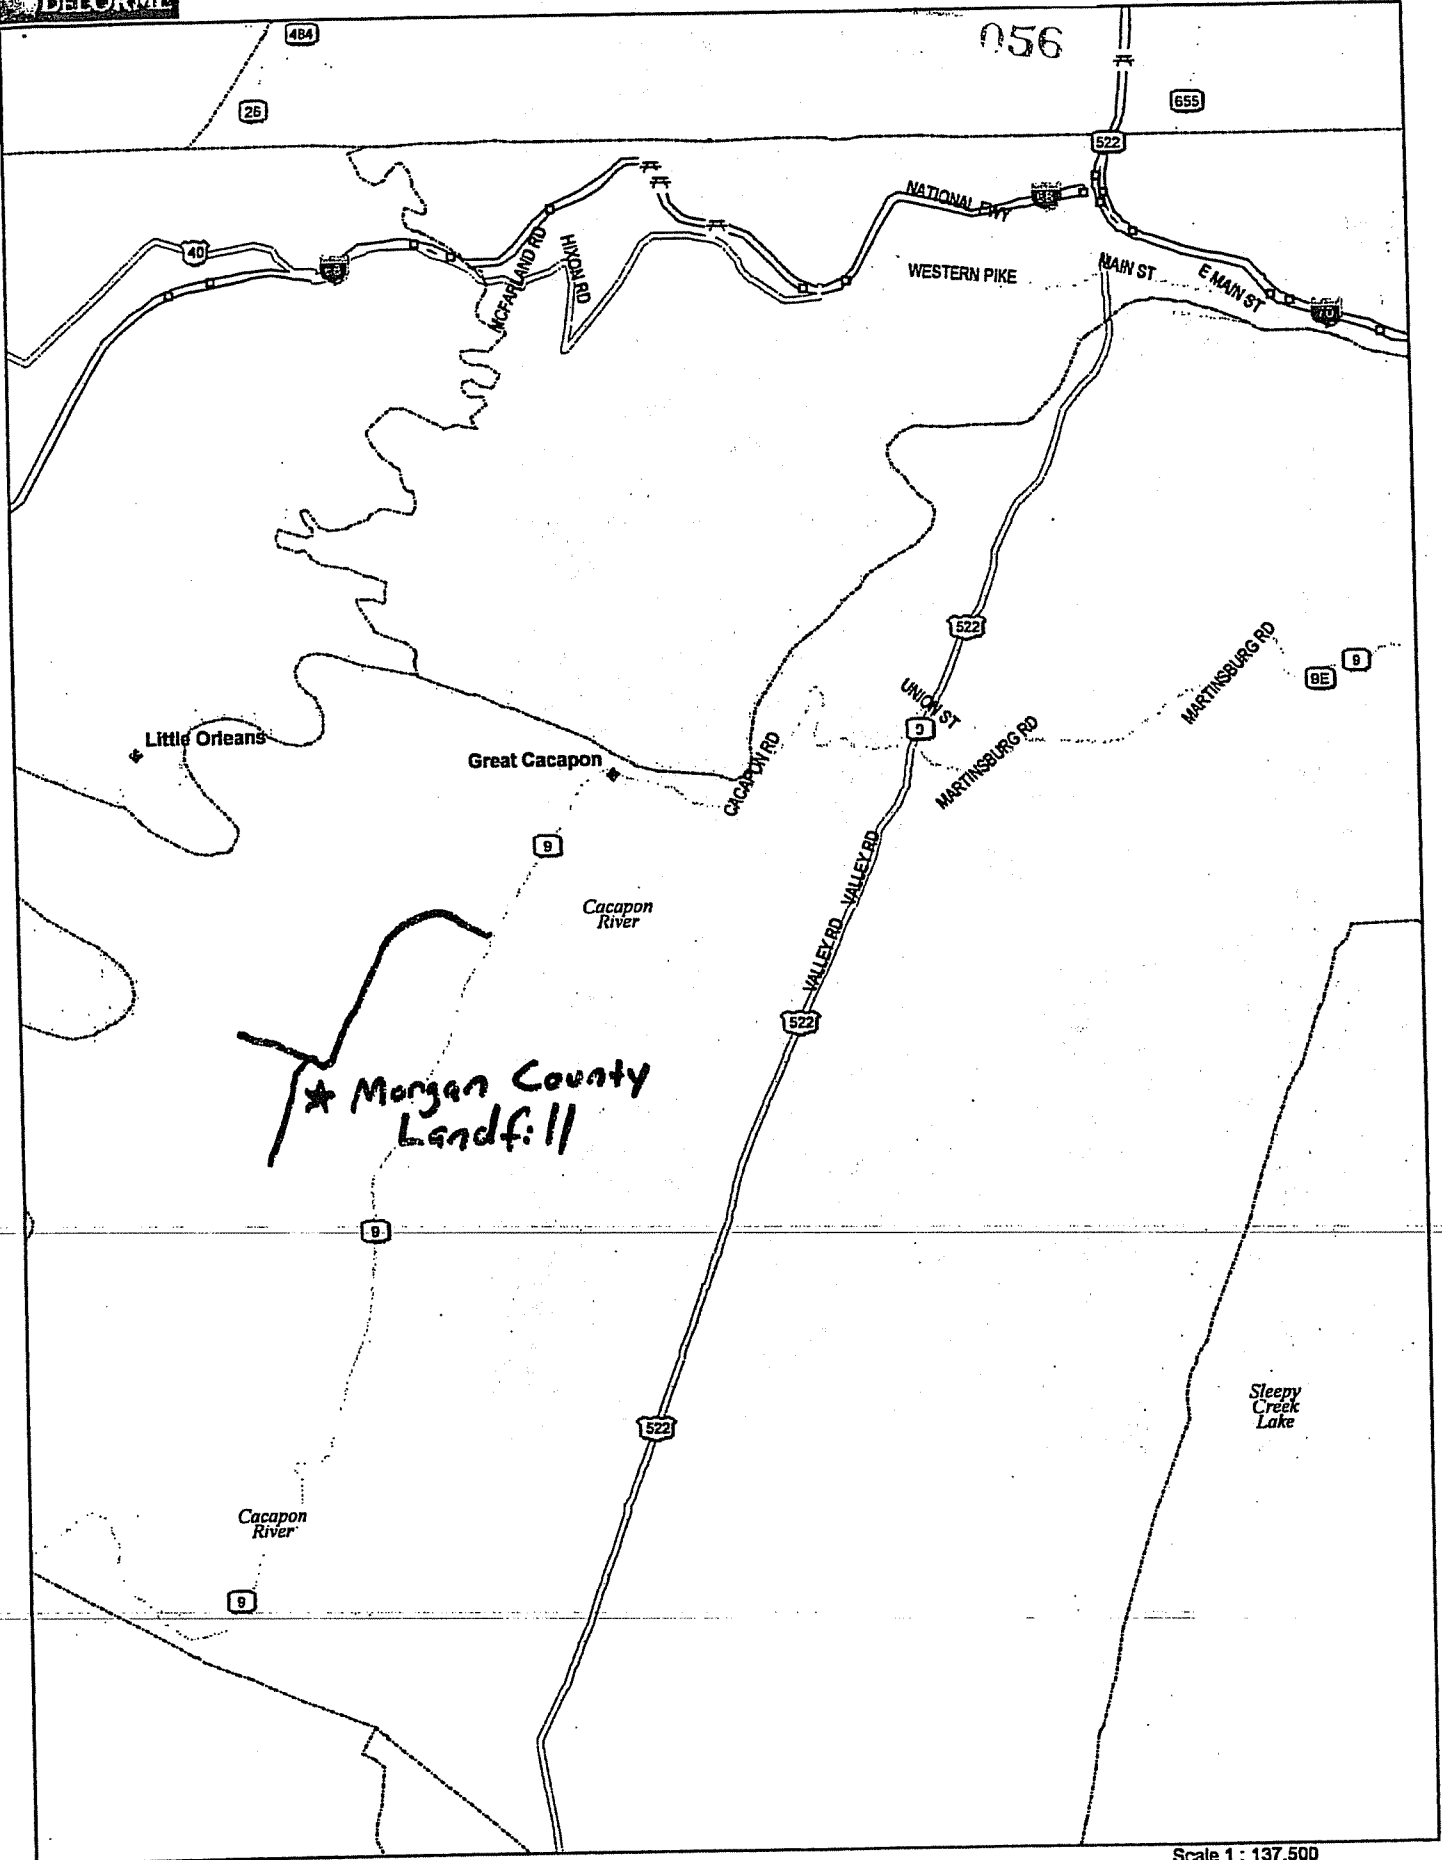 DELORME
484
056
26
655
522
NATIONAL FWY
68
40
68
MCFARLAND RD
HIXON RD
WESTERN PIKE
MAIN ST
E MAIN ST
70
522
9
9E
MARTINSBURG RD
UNION ST
9
MARTINSBURG RD
Little Orleans
Great Cacapon
CACAPON RD
9
VALLEY RD
Cacapon
River
VALLEY RD
522
Morgan County
Landfill
9
522
Sleepy
Creek
Lake
Cacapon
River
9
Scale 1 : 137,500